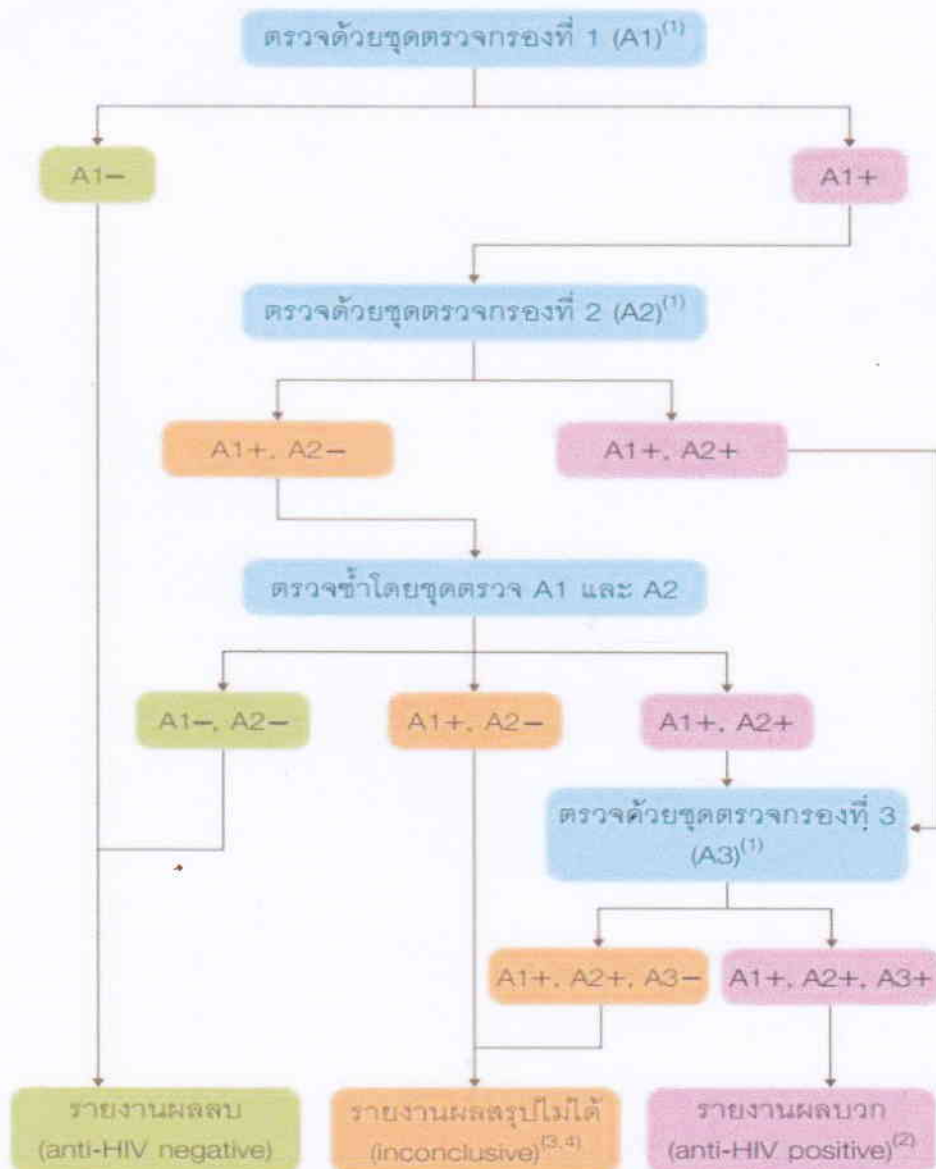 ตรวจด้วยชุดตรวจกรองที่ 1 (A1)(1)
A1–
A1+
ตรวจด้วยชุดตรวจกรองที่ 2 (A2)(1)
A1+, A2–
A1+, A2+
ตรวจซ้ำโดยชุดตรวจ A1 และ A2
A1–, A2–
A1+, A2–
A1+, A2+
ตรวจด้วยชุดตรวจกรองที่ 3
(A3)(1)
A1+, A2+, A3–
A1+, A2+, A3+
รายงานผลลบ
(anti-HIV negative)
รายงานผลสรุปไม่ได้
(inconclusive)(3,4)
รายงานผลบวก
(anti-HIV positive)(2)